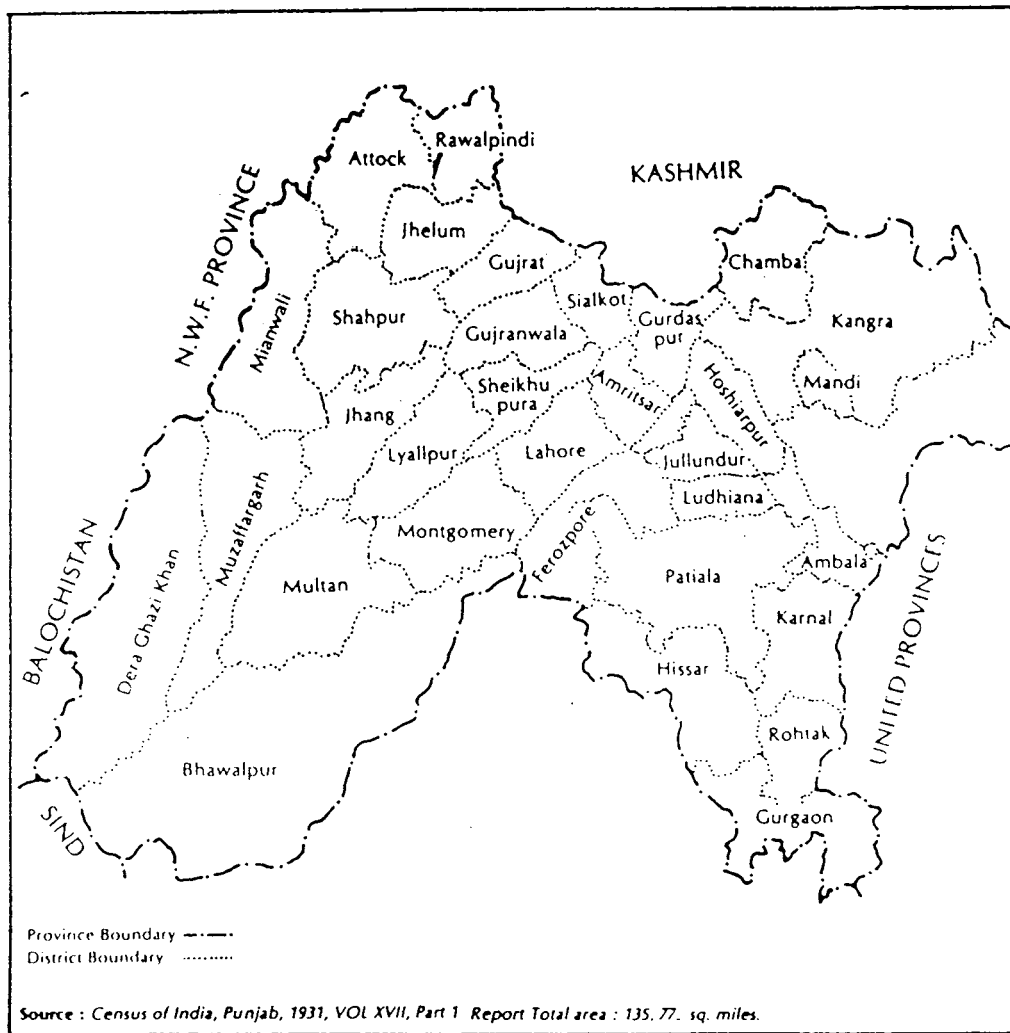 Rawalpindi
Attock
KASHMIR
N.W.F. PROVINCE
Jhelum
Gujrat
Chamba
Mianwali
Shahpur
Sialkot
Gurdas
pur
Kangra
Gujranwala
Sheikhu
pura
Amritsar
Hoshiarpur
Mandi
Jhang
Lyallpur
Lahore
Jullundur
Ludhiana
Muzaffargarh
Montgomery
Ferozpore
BALOCHISTAN
Dera Ghazi Khan
Multan
Patiala
Ambala
Karnal
UNITED PROVINCES
Hissar
Rohtak
Bhawalpur
SIND
Gurgaon
Province Boundary
District Boundary
Source : Census of India, Punjab, 1931, VOL XVII, Part 1 Report Total area : 135, 77. sq. miles.